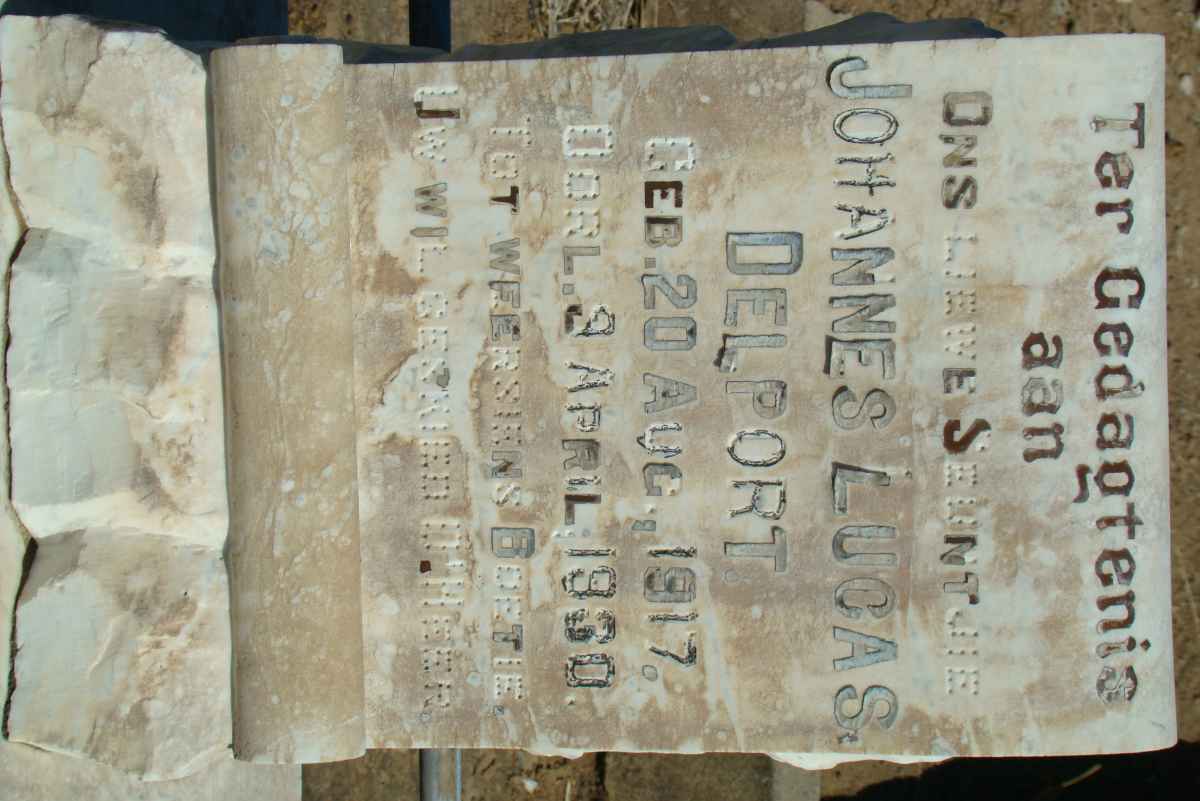 Ter Gedagtenis
aan
ONS LIEWE SEUNTJIE
JOHANNES LUCAS
DELPORT.
GEB. 20 AUG., 1917.
OORL. 9 APRIL, 1930.
TOT WERSIENS BOETIE,
UW WIL GESKIED O! HEER.